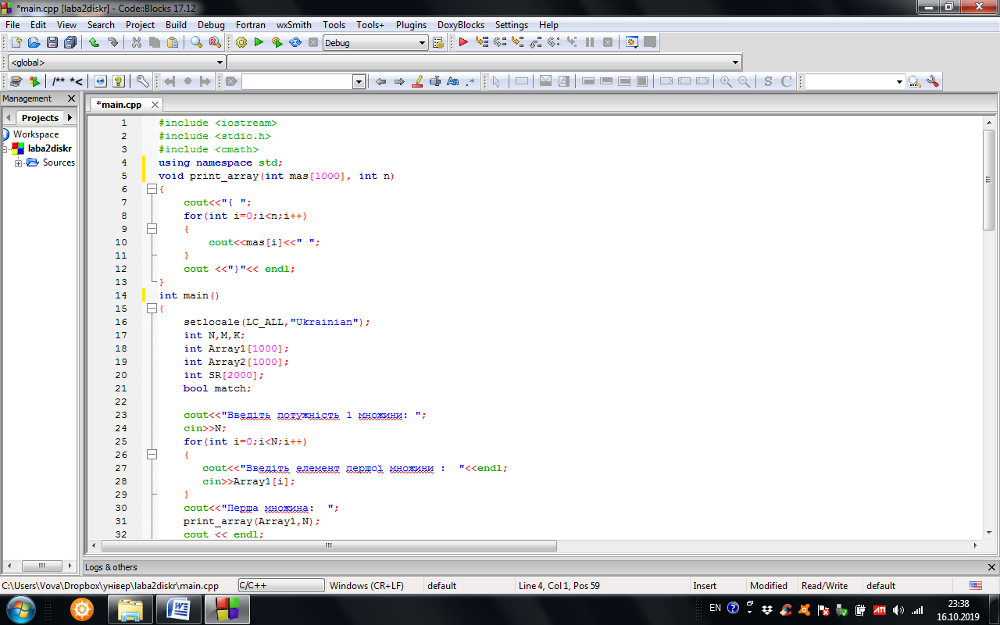 *main.cpp [laba2diskr] - Code::Blocks 17.12
File Edit View Search Project Build Debug Fortran wxSmith Tools Tools+ Plugins DoxyBlocks Settings Help
Debug
<global>
/** *<
Management
Projects
Workspace
laba2diskr
Sources
*main.cpp
1 #include <iostream>
2 #include <stdio.h>
3 #include <cmath>
4 using namespace std;
5 void print_array(int mas[1000], int n)
6 {
7 cout<<"{ ";
8 for(int i=0;i<n;i++)
9 {
10 cout<<mas[i]<<" ";
11 }
12 cout <<"}"<< endl;
13 }
14 int main()
15 {
16 setlocale(LC_ALL,"Ukrainian");
17 int N,M,K;
18 int Array1[1000];
19 int Array2[1000];
20 int SR[2000];
21 bool match;
22
23 cout<<"Введіть потужність 1 множини: ";
24 cin>>N;
25 for(int i=0;i<N;i++)
26 {
27 cout<<"Введіть елемент першої множини :  "<<endl;
28 cin>>Array1[i];
29 }
30 cout<<"Перша множина:  ";
31 print_array(Array1,N);
32 cout << endl;
Logs & others
C:\Users\Vova\Dropbox\універ\laba2diskr\main.cpp C/C++ Windows (CR+LF) default Line 4, Col 1, Pos 59 Insert Modified Read/Write default
EN 23:38
16.10.2019